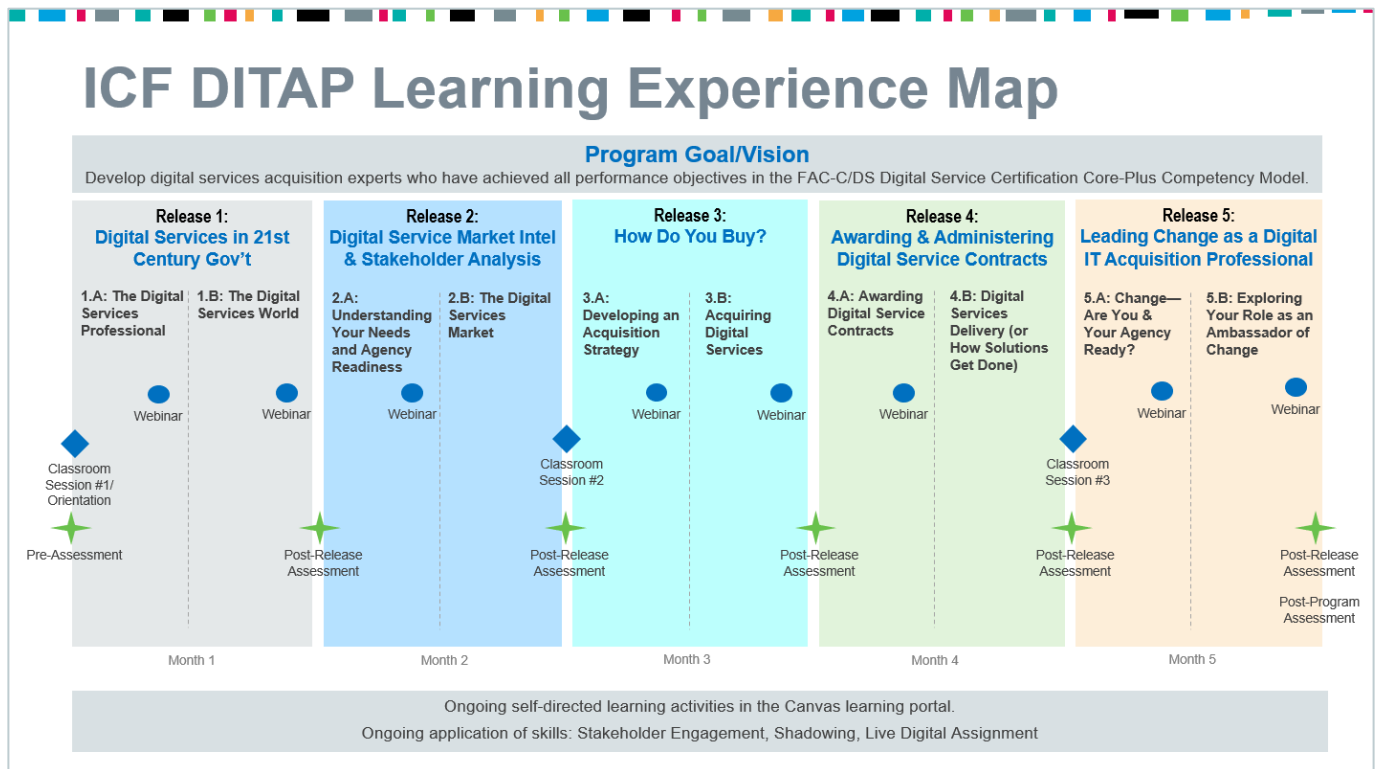 ICF DITAP Learning Experience Map
Program Goal/Vision
Develop digital services acquisition experts who have achieved all performance objectives in the FAC-C/DS Digital Service Certification Core-Plus Competency Model.
Release 1:
Digital Services in 21st
Century Gov't
1.A: The Digital
Services
Professional
1.B: The Digital
Services World
Webinar
Webinar
Classroom
Session #1/
Orientation
Pre-Assessment
Post-Release
Assessment
Month 1
Release 2:
Digital Service Market Intel
& Stakeholder Analysis
2.A:
Understanding
Your Needs
and Agency
Readiness
2.B: The Digital
Services
Market
Webinar
Classroom
Session #2
Post-Release
Assessment
Month 2
Release 3:
How Do You Buy?
3.A:
Developing an
Acquisition
Strategy
3.B:
Acquiring
Digital
Services
Webinar
Webinar
Post-Release
Assessment
Month 3
Release 4:
Awarding & Administering
Digital Service Contracts
4.A: Awarding
Digital Service
Contracts
4.B: Digital
Services
Delivery (or
How Solutions
Get Done)
Webinar
Classroom
Session #3
Post-Release
Assessment
Month 4
Release 5:
Leading Change as a Digital
IT Acquisition Professional
5.A: Change—
Are You &
Your Agency
Ready?
5.B: Exploring
Your Role as an
Ambassador of
Change
Webinar
Webinar
Post-Release
Assessment
Post-Program
Assessment
Month 5
Ongoing self-directed learning activities in the Canvas learning portal.
Ongoing application of skills: Stakeholder Engagement, Shadowing, Live Digital Assignment